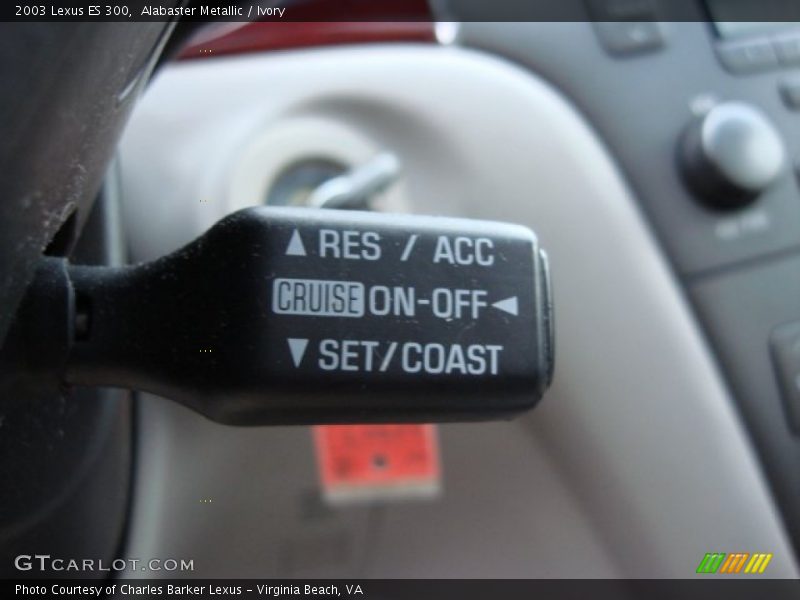 2003 Lexus ES 300,  Alabaster Metallic / Ivory
▲RES / ACC
CRUISE ON-OFF◄
▼SET/COAST
GTCARLOT.COM
Photo Courtesy of Charles Barker Lexus - Virginia Beach, VA